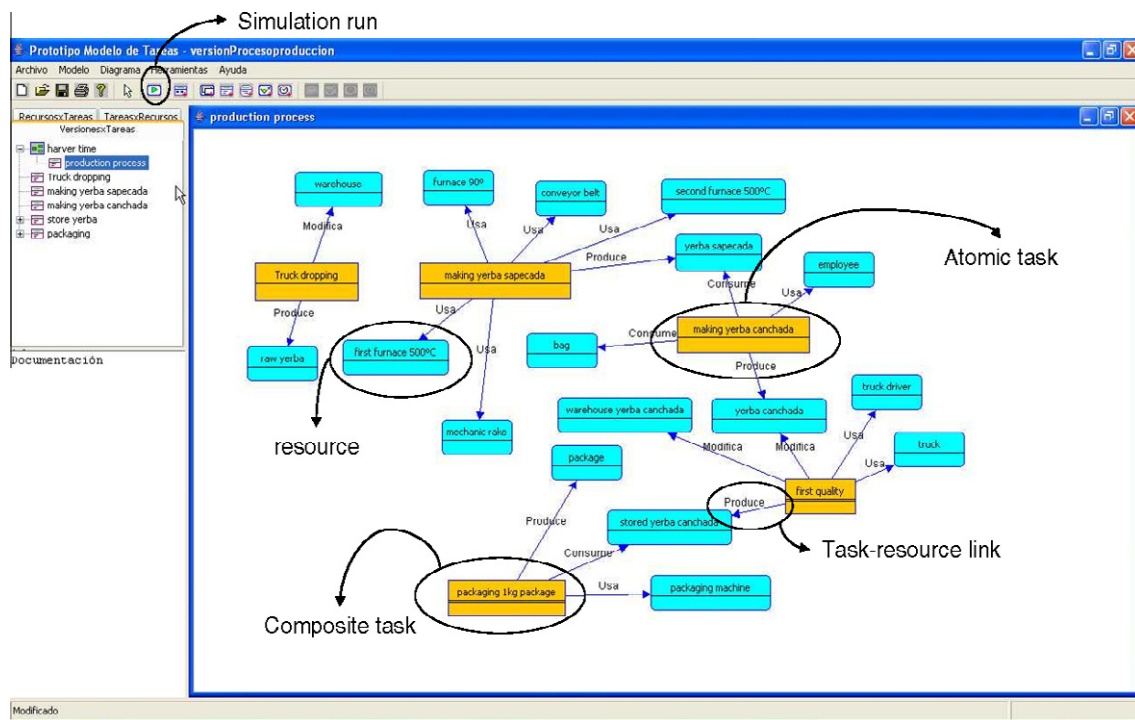 Simulation run
Prototipo Modelo de Tareas - versionProcesoproduccion
Archivo Modelo Diagrama Herramientas Ayuda
RecursosxTareas TareasxRecursos
VersionesxTareas
production process
harver time
production process
Truck dropping
making yerba sapecada
making yerba canchada
store yerba
packaging
Documentación
warehouse
furnace 90º
conveyor belt
second furnace 500ºC
Modifica
Usa
Usa
Usa
yerba sapecada
Produce
Atomic task
Truck dropping
making yerba sapecada
employee
Consume
Usa
Produce
Usa
making yerba canchada
Consume
bag
raw yerba
first furnace 500ºC
Usa
Produce
truck driver
warehouse yerba canchada
yerba canchada
mechanic rake
resource
Usa
truck
Modifica
Modifica
package
Usa
first quality
Produce
Produce
stored yerba canchada
Consume
Task-resource link
packaging 1kg package
Usa
packaging machine
Composite task
Modificado